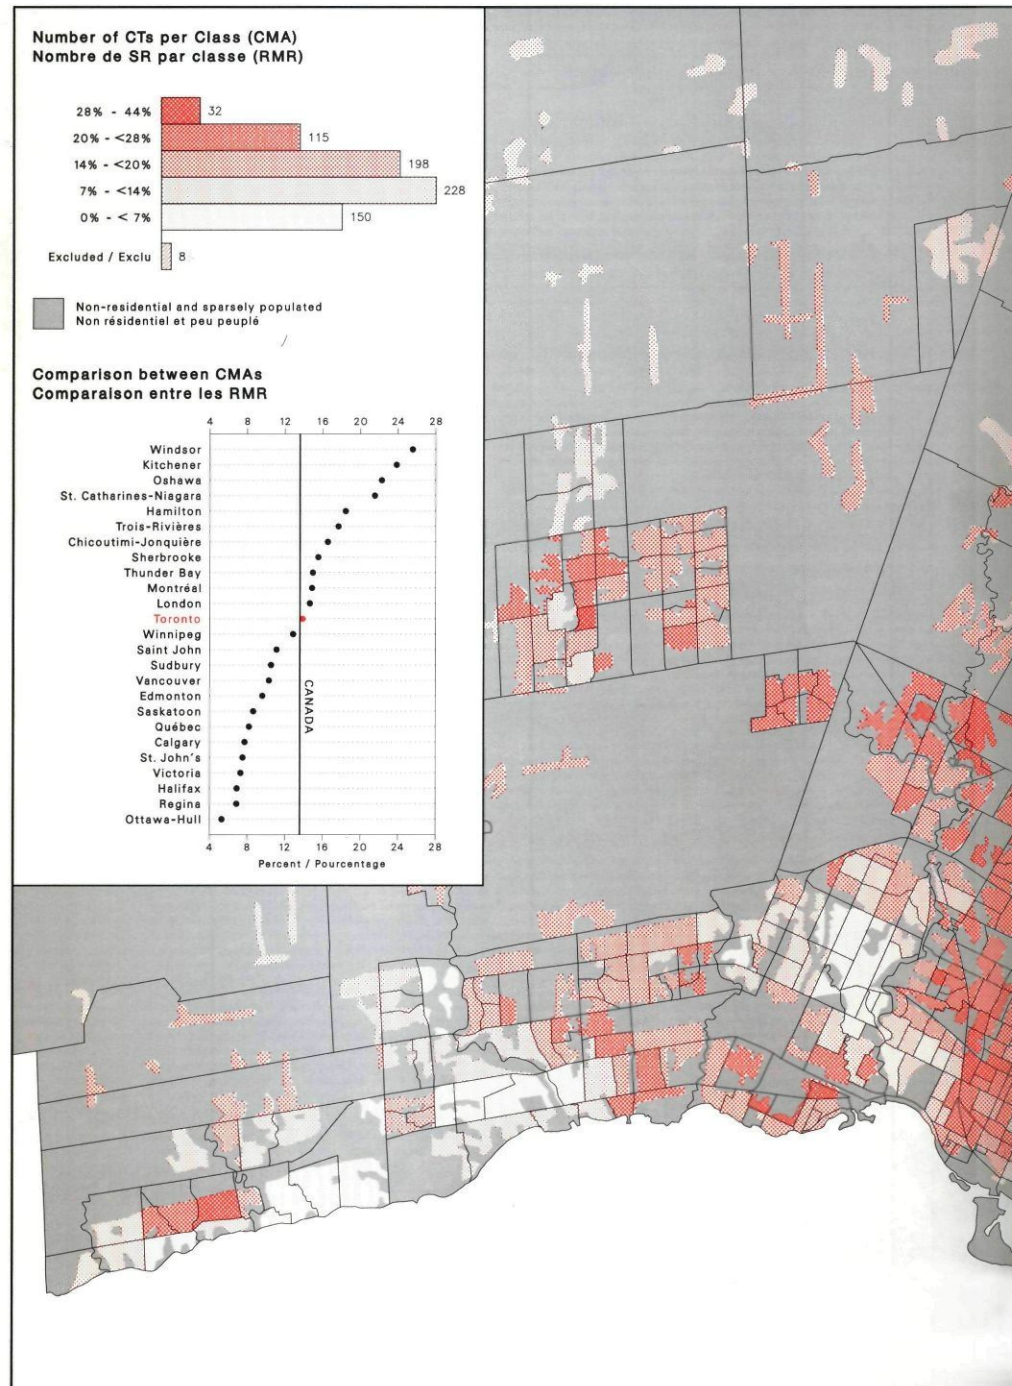 Number of CTs per Class (CMA)
Nombre de SR par classe (RMR)
28% - 44% 32
20% - <28% 115
14% - <20% 198
7% - <14% 228
0% - < 7% 150
Excluded / Exclu 8
Non-residential and sparsely populated
Non résidentiel et peu peuplé
Comparison between CMAs
Comparaison entre les RMR
4 8 12 16 20 24 28
Windsor
Kitchener
Oshawa
St. Catharines-Niagara
Hamilton
Trois-Rivières
Chicoutimi-Jonquière
Sherbrooke
Thunder Bay
Montréal
London
Toronto
Winnipeg
Saint John
Sudbury
Vancouver
Edmonton
Saskatoon
Québec
Calgary
St. John's
Victoria
Halifax
Regina
Ottawa-Hull
CANADA
4 8 12 16 20 24 28
Percent / Pourcentage